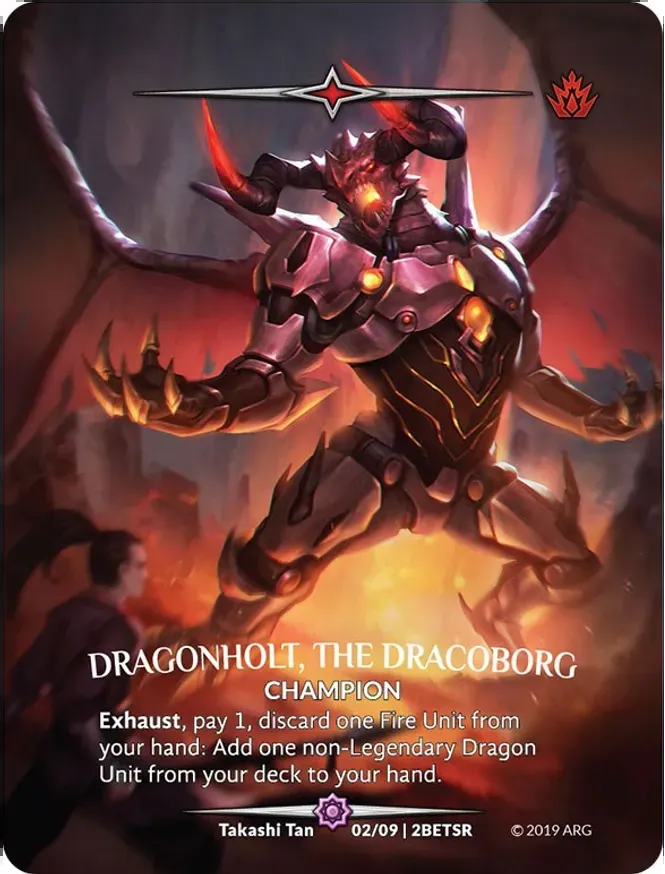 DRAGONHOLT, THE DRACOBORG
CHAMPION
Exhaust, pay 1, discard one Fire Unit from
your hand: Add one non-Legendary Dragon
Unit from your deck to your hand.
Takashi Tan 02/09 | 2BETSR © 2019 ARG